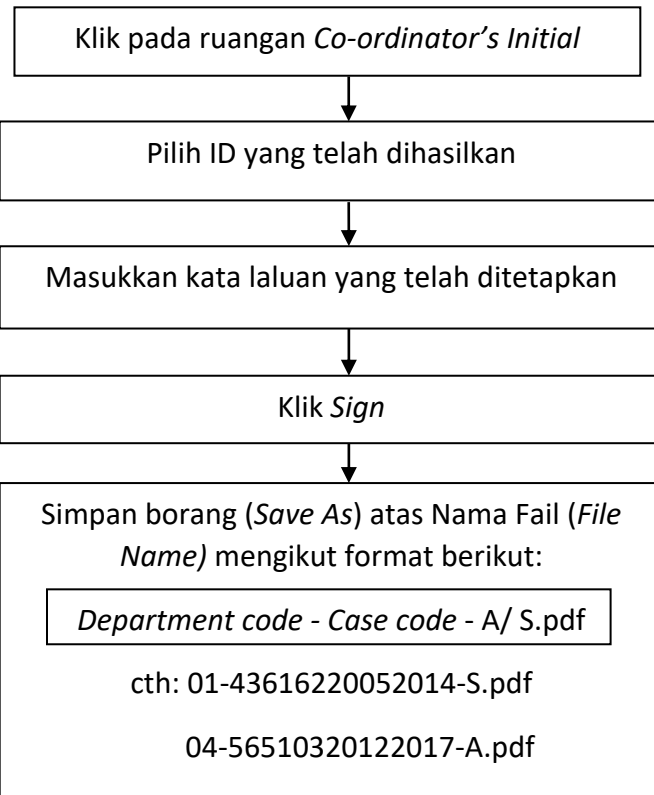 Klik pada ruangan Co-ordinator’s Initial
Pilih ID yang telah dihasilkan
Masukkan kata laluan yang telah ditetapkan
Klik Sign
Simpan borang (Save As) atas Nama Fail (File
Name) mengikut format berikut:
Department code - Case code - A/ S.pdf
cth: 01-43616220052014-S.pdf
04-56510320122017-A.pdf